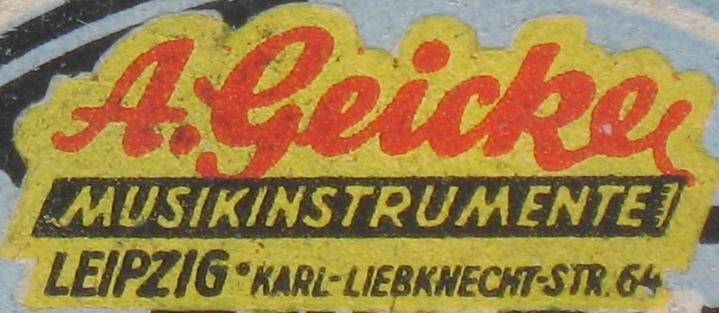 A. Geicke
MUSIKINSTRUMENTE
LEIPZIG • KARL-LIEBKNECHT-STR. 64